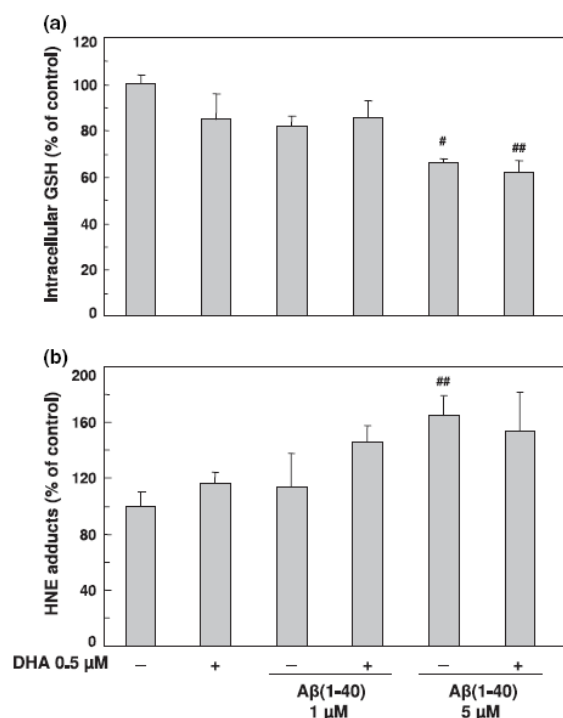 (a)
120
100
80
60
40
20
0
Intracellular GSH (% of control)
#
##
(b)
200
160
120
80
40
0
HNE adducts (% of control)
##
DHA 0.5 μM − + − + − +
Aβ(1-40) Aβ(1-40)
1 μM 5 μM